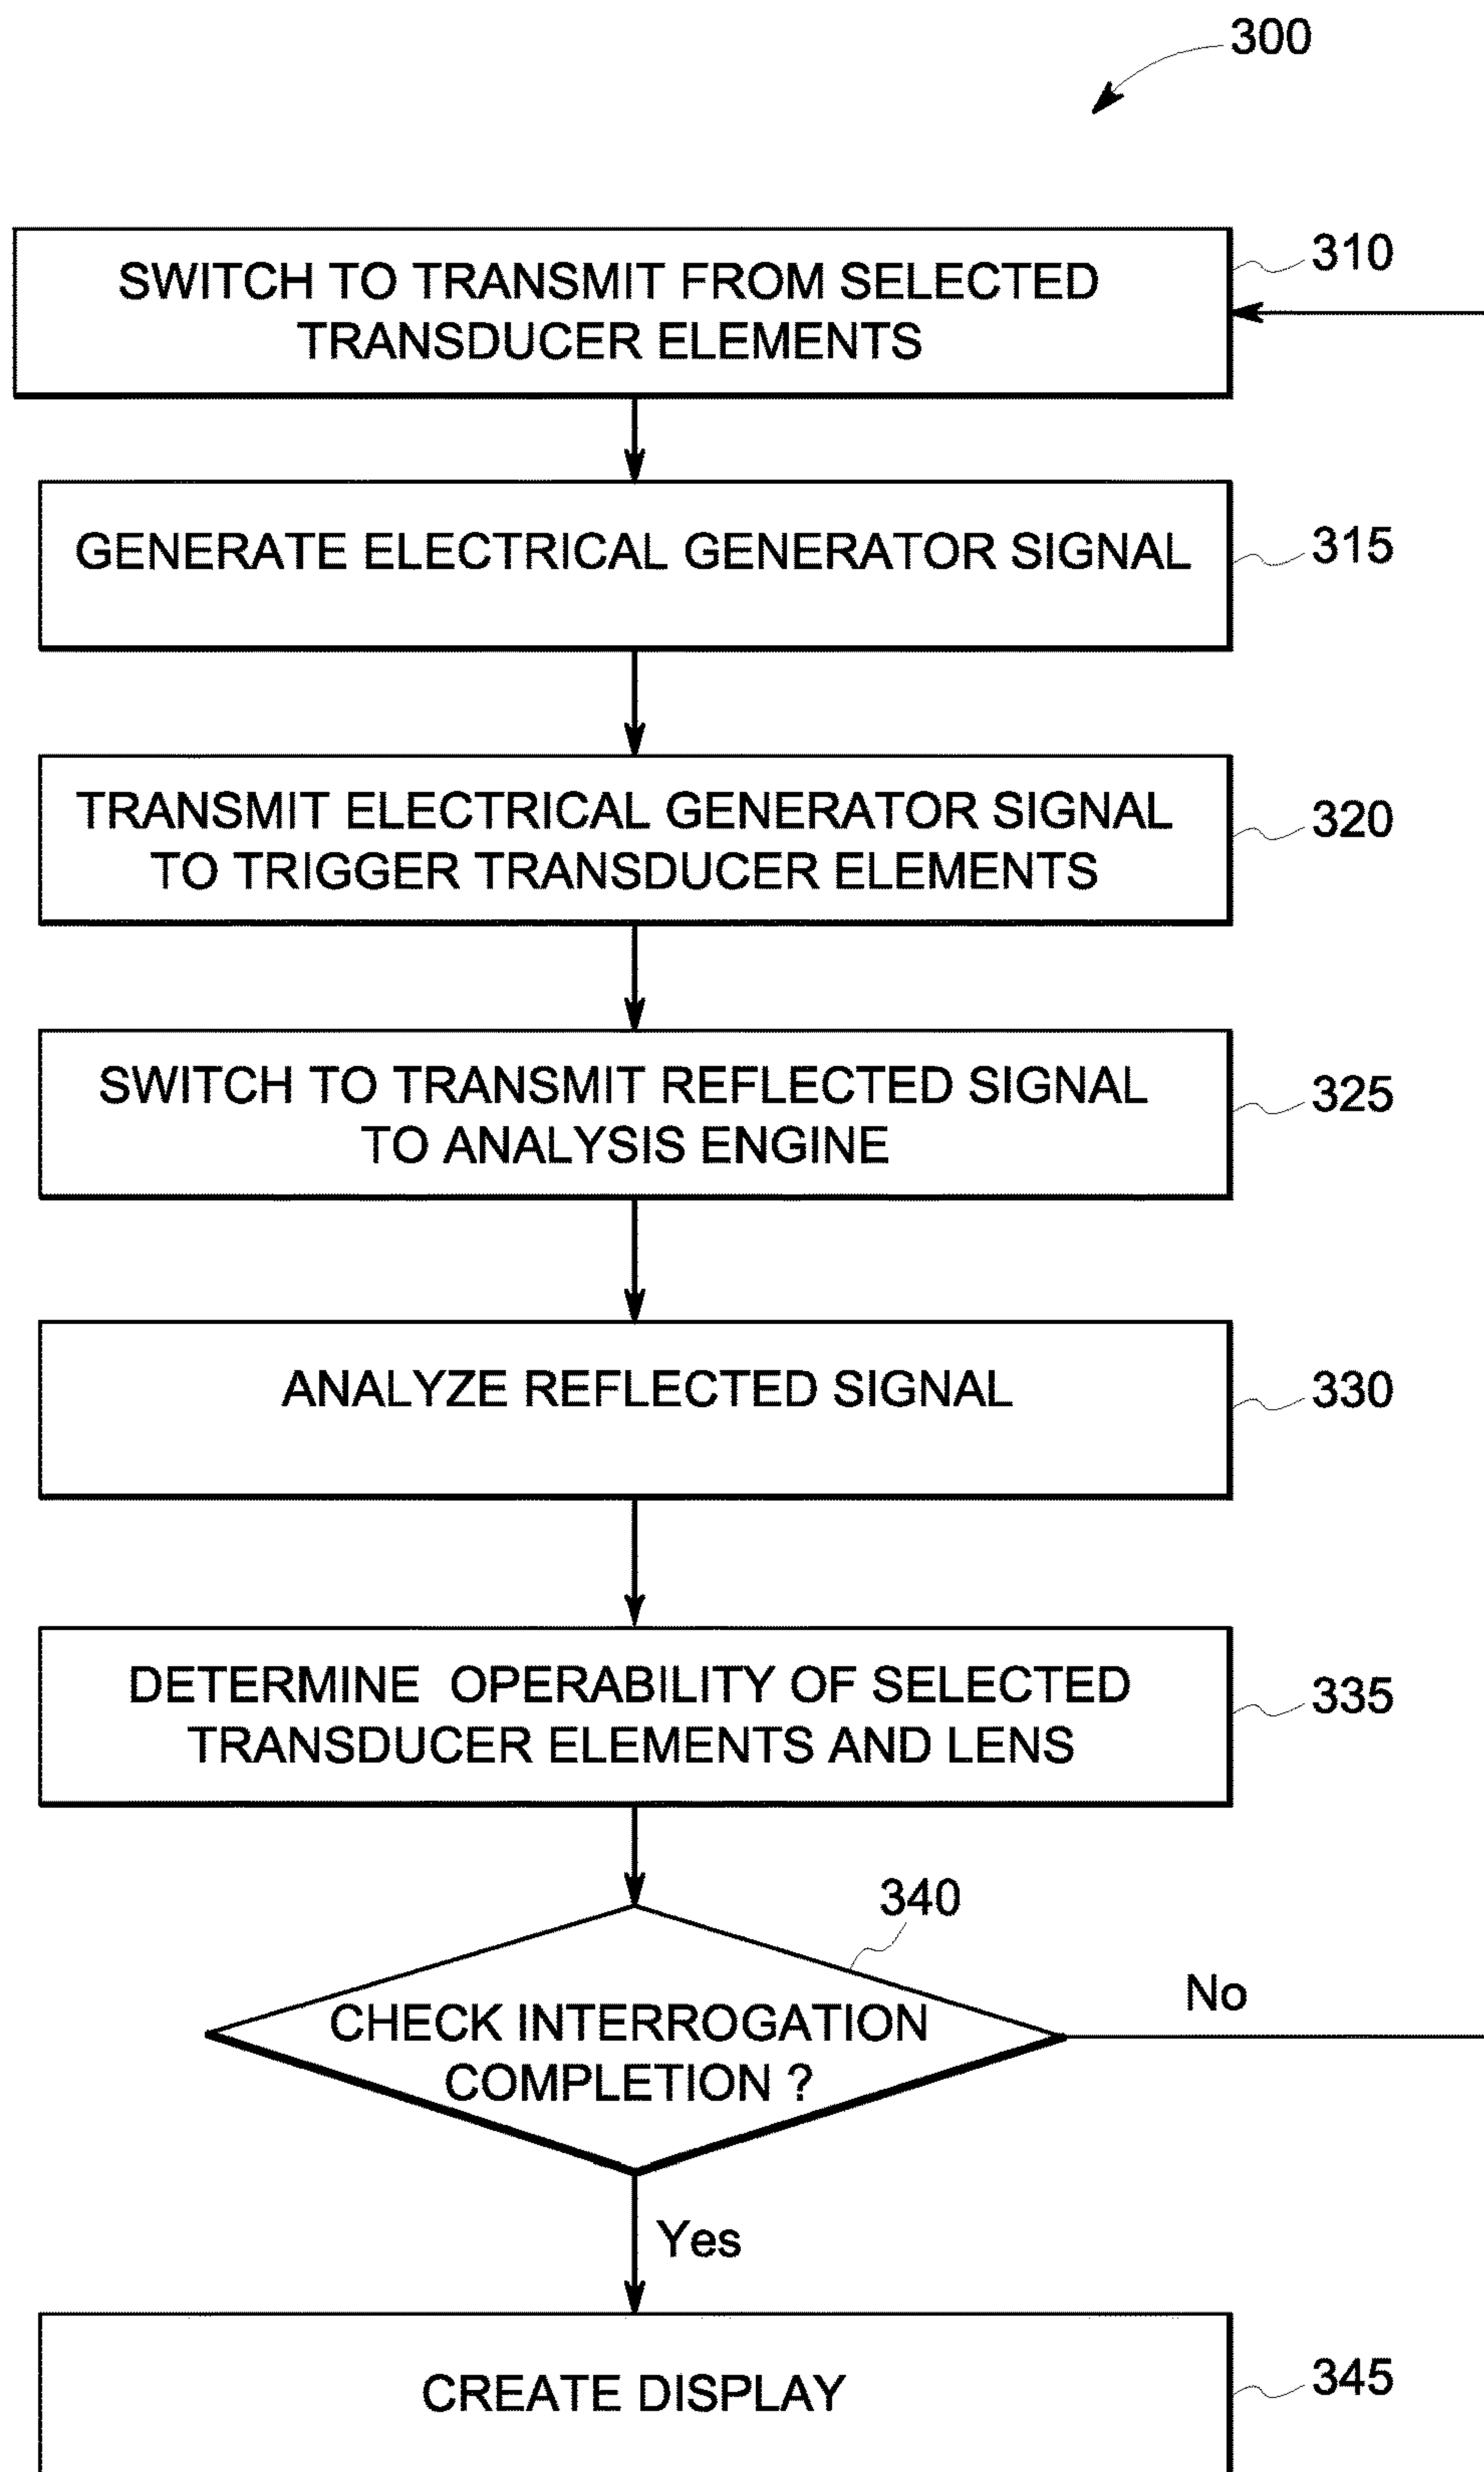 300
SWITCH TO TRANSMIT FROM SELECTED
TRANSDUCER ELEMENTS
310
GENERATE ELECTRICAL GENERATOR SIGNAL
315
TRANSMIT ELECTRICAL GENERATOR SIGNAL
TO TRIGGER TRANSDUCER ELEMENTS
320
SWITCH TO TRANSMIT REFLECTED SIGNAL
TO ANALYSIS ENGINE
325
ANALYZE REFLECTED SIGNAL
330
DETERMINE OPERABILITY OF SELECTED
TRANSDUCER ELEMENTS AND LENS
335
340
CHECK INTERROGATION
COMPLETION ?
No
Yes
CREATE DISPLAY
345